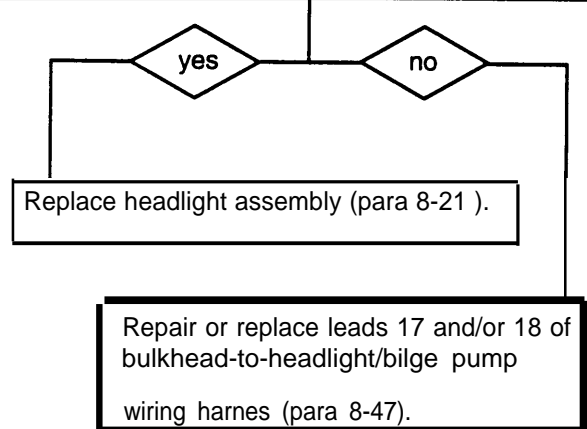 yes
no
Replace headlight assembly (para 8-21 ).
Repair or replace leads 17 and/or 18 of
bulkhead-to-headlight/bilge pump
wiring harnes (para 8-47).